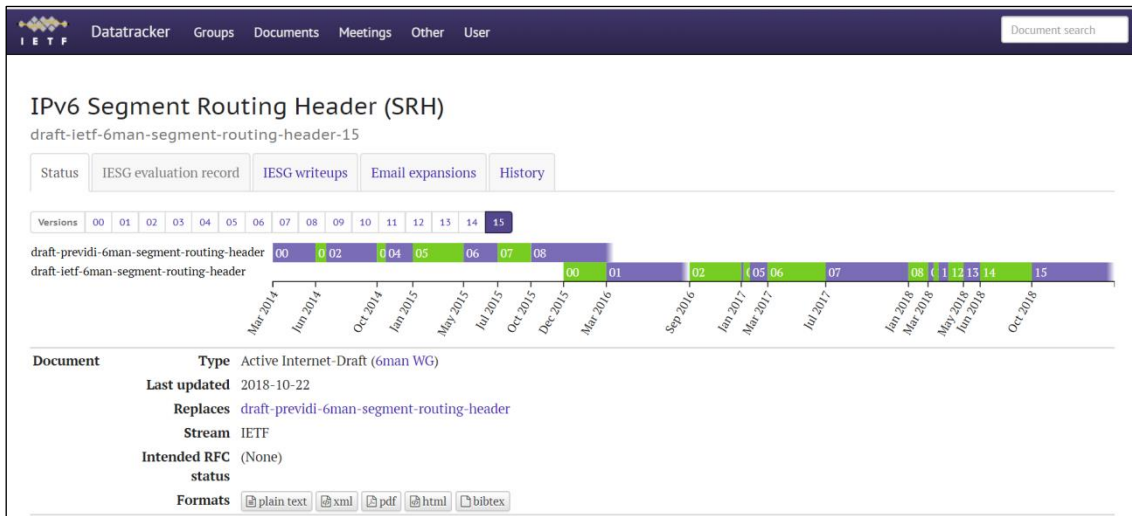 IETF
Datatracker Groups Documents Meetings Other User
Document search
IPv6 Segment Routing Header (SRH)
draft-ietf-6man-segment-routing-header-15
Status IESG evaluation record IESG writeups Email expansions History
Versions 00 01 02 03 04 05 06 07 08 09 10 11 12 13 14 15
draft-previdi-6man-segment-routing-header 00 0 02 0 04 05 06 07 08
draft-ietf-6man-segment-routing-header 00 01 02 05 06 07 08 1 12 13 14 15
Mar 2014 Jun 2014 Oct 2014 Jan 2015 May 2015 Jul 2015 Oct 2015 Dec 2015 Mar 2016 Sep 2016 Jan 2017 Mar 2017 Jul 2017 Jan 2018 Mar 2018 May 2018 Jun 2018 Oct 2018
Document Type Active Internet-Draft (6man WG)
Last updated 2018-10-22
Replaces draft-previdi-6man-segment-routing-header
Stream IETF
Intended RFC (None)
status
Formats plain text xml pdf html bibtex